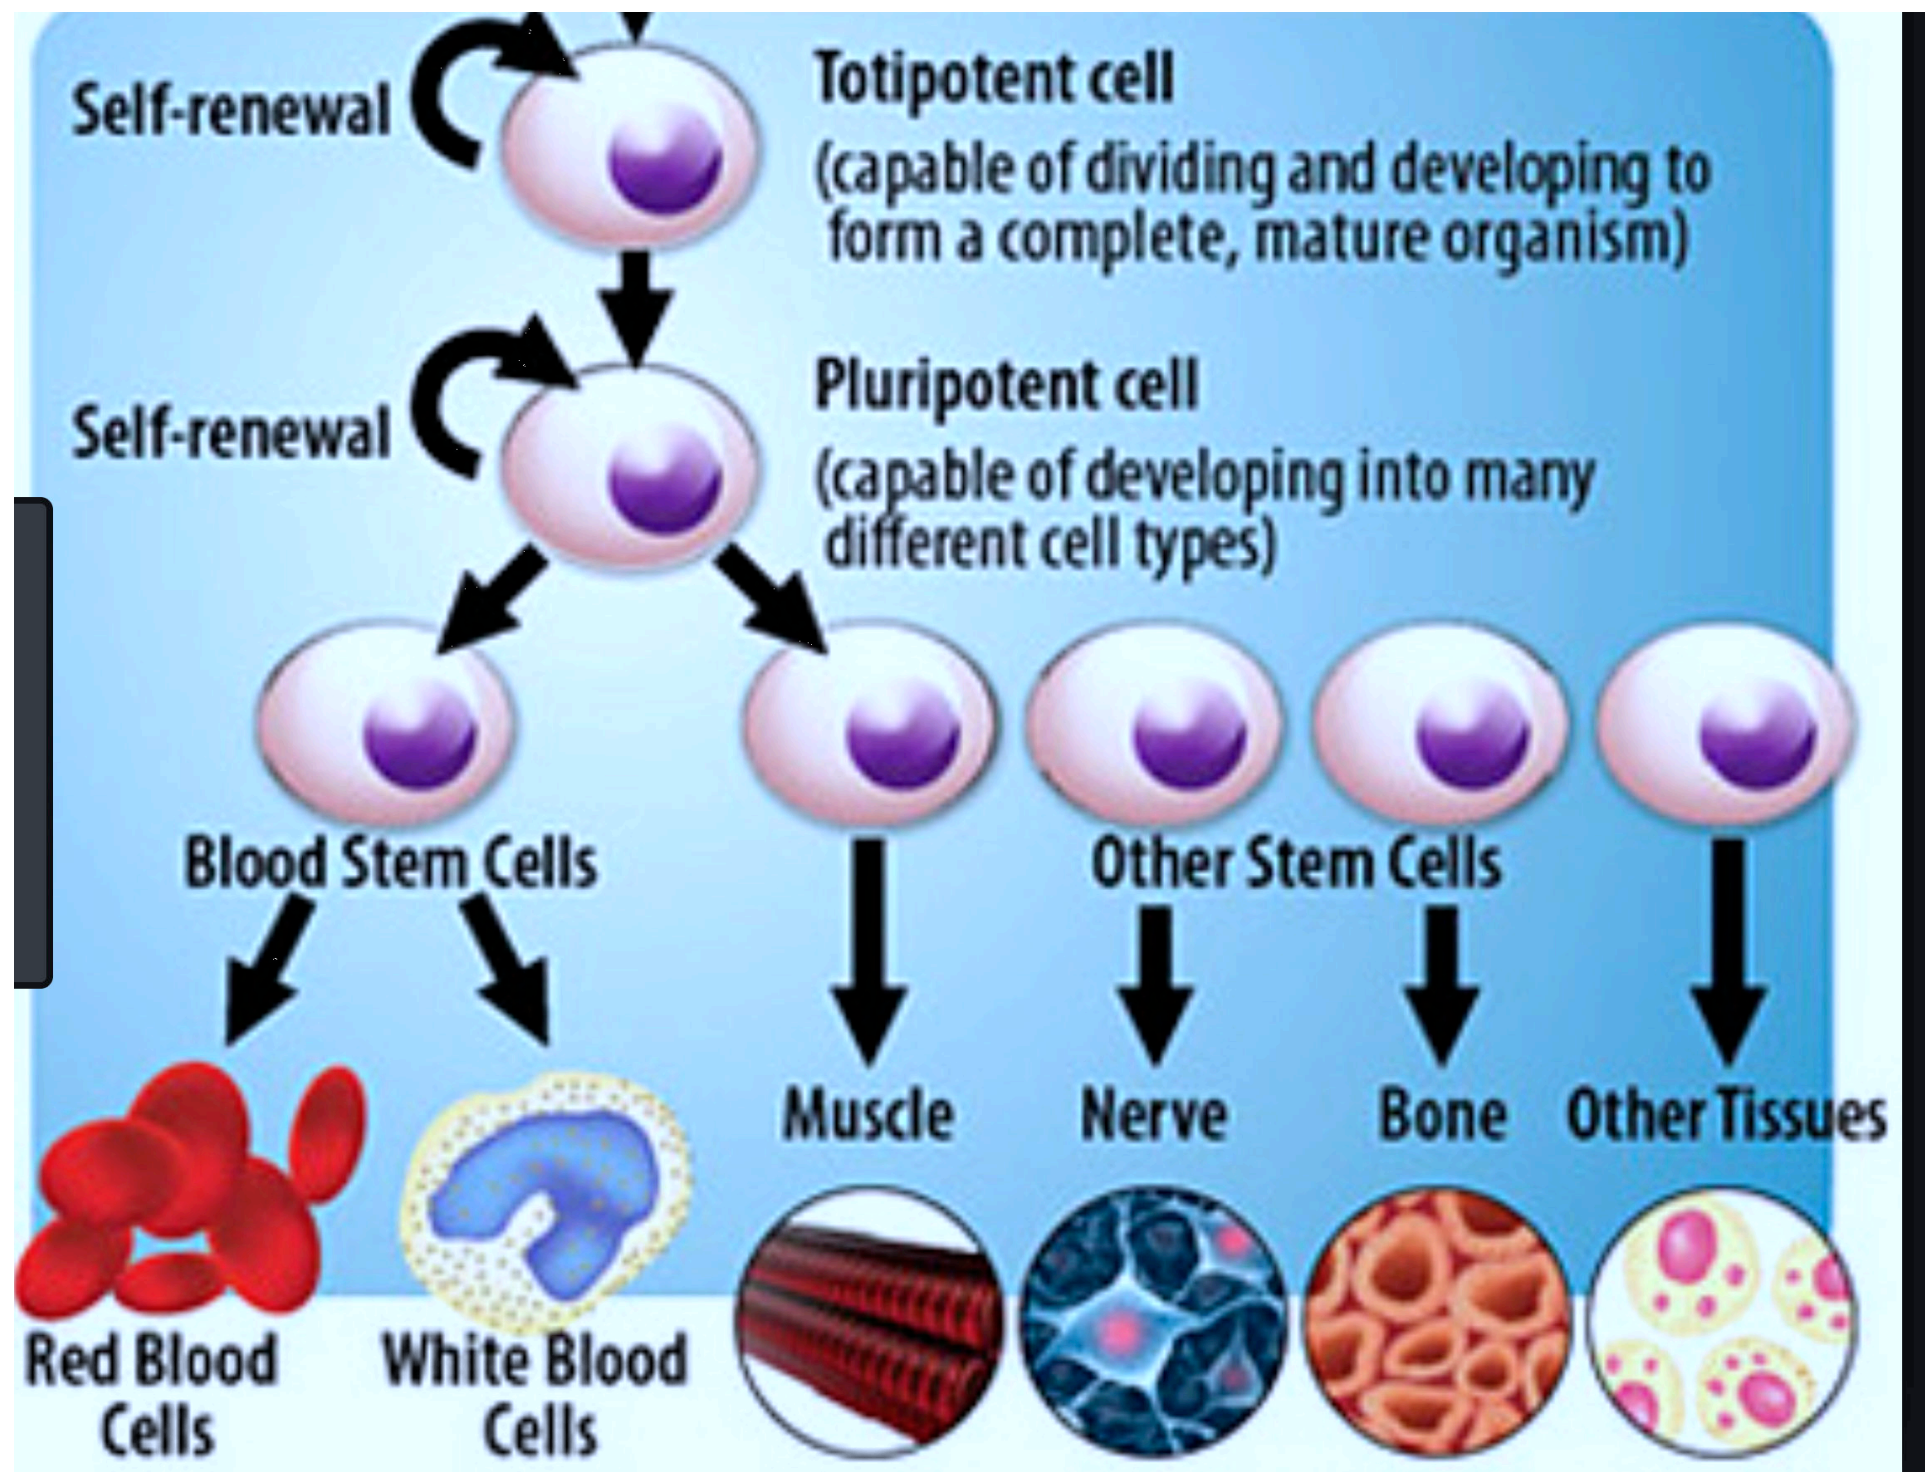 Self-renewal
Totipotent cell
(capable of dividing and developing to
form a complete, mature organism)
Self-renewal
Pluripotent cell
(capable of developing into many
different cell types)
Blood Stem Cells
Other Stem Cells
Muscle
Nerve
Bone
Other Tissues
Red Blood
Cells
White Blood
Cells